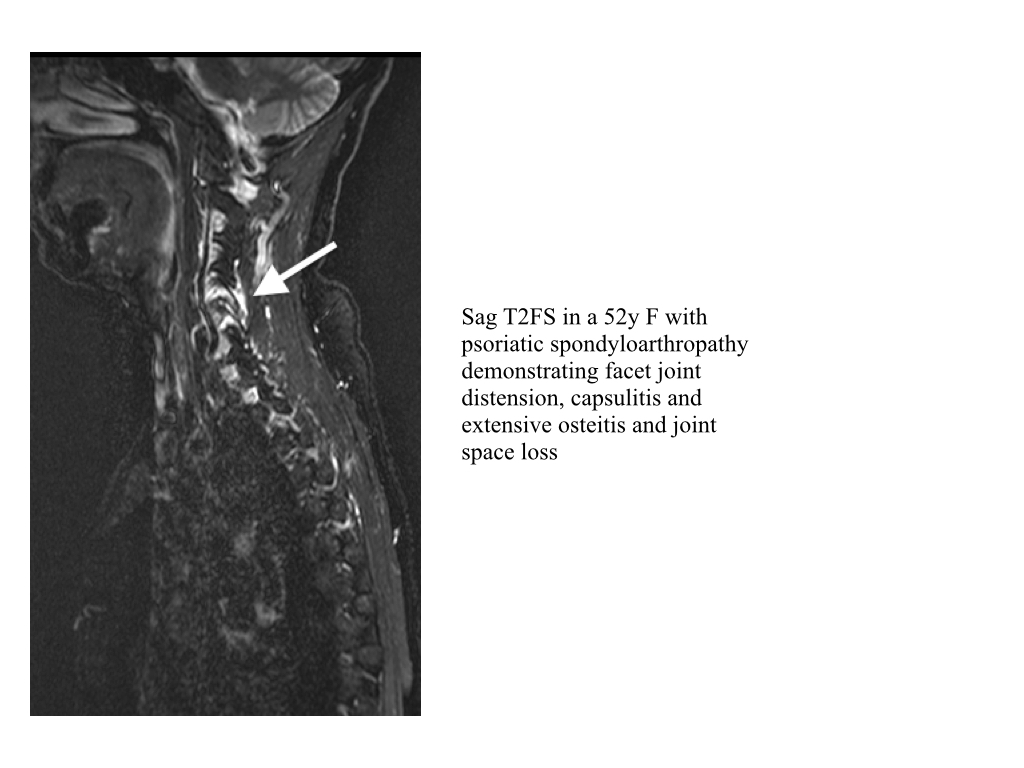 Sag T2FS in a 52y F with
psoriatic spondyloarthropathy
demonstrating facet joint
distension, capsulitis and
extensive osteitis and joint
space loss